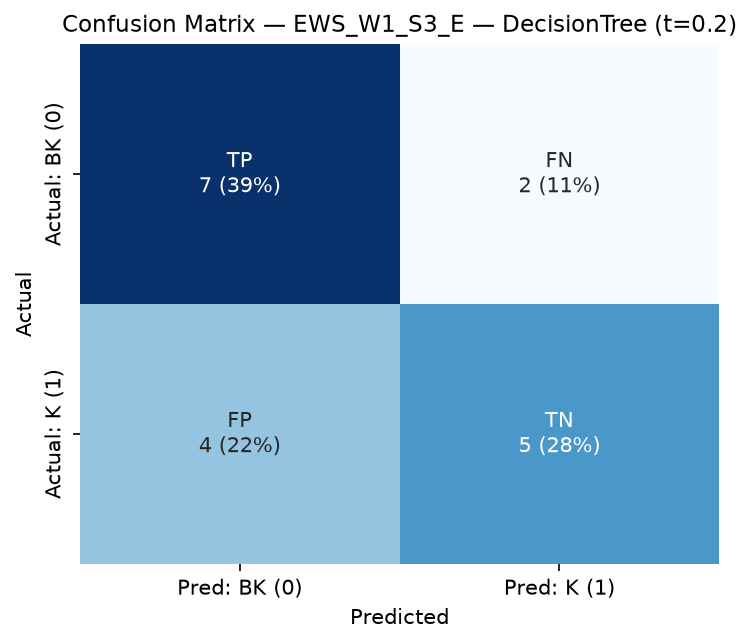 Confusion Matrix — EWS_W1_S3_E — DecisionTree (t=0.2)
Actual: BK (0)
TP
7 (39%)
FN
2 (11%)
Actual
Actual: K (1)
FP
4 (22%)
TN
5 (28%)
Pred: BK (0)
Pred: K (1)
Predicted